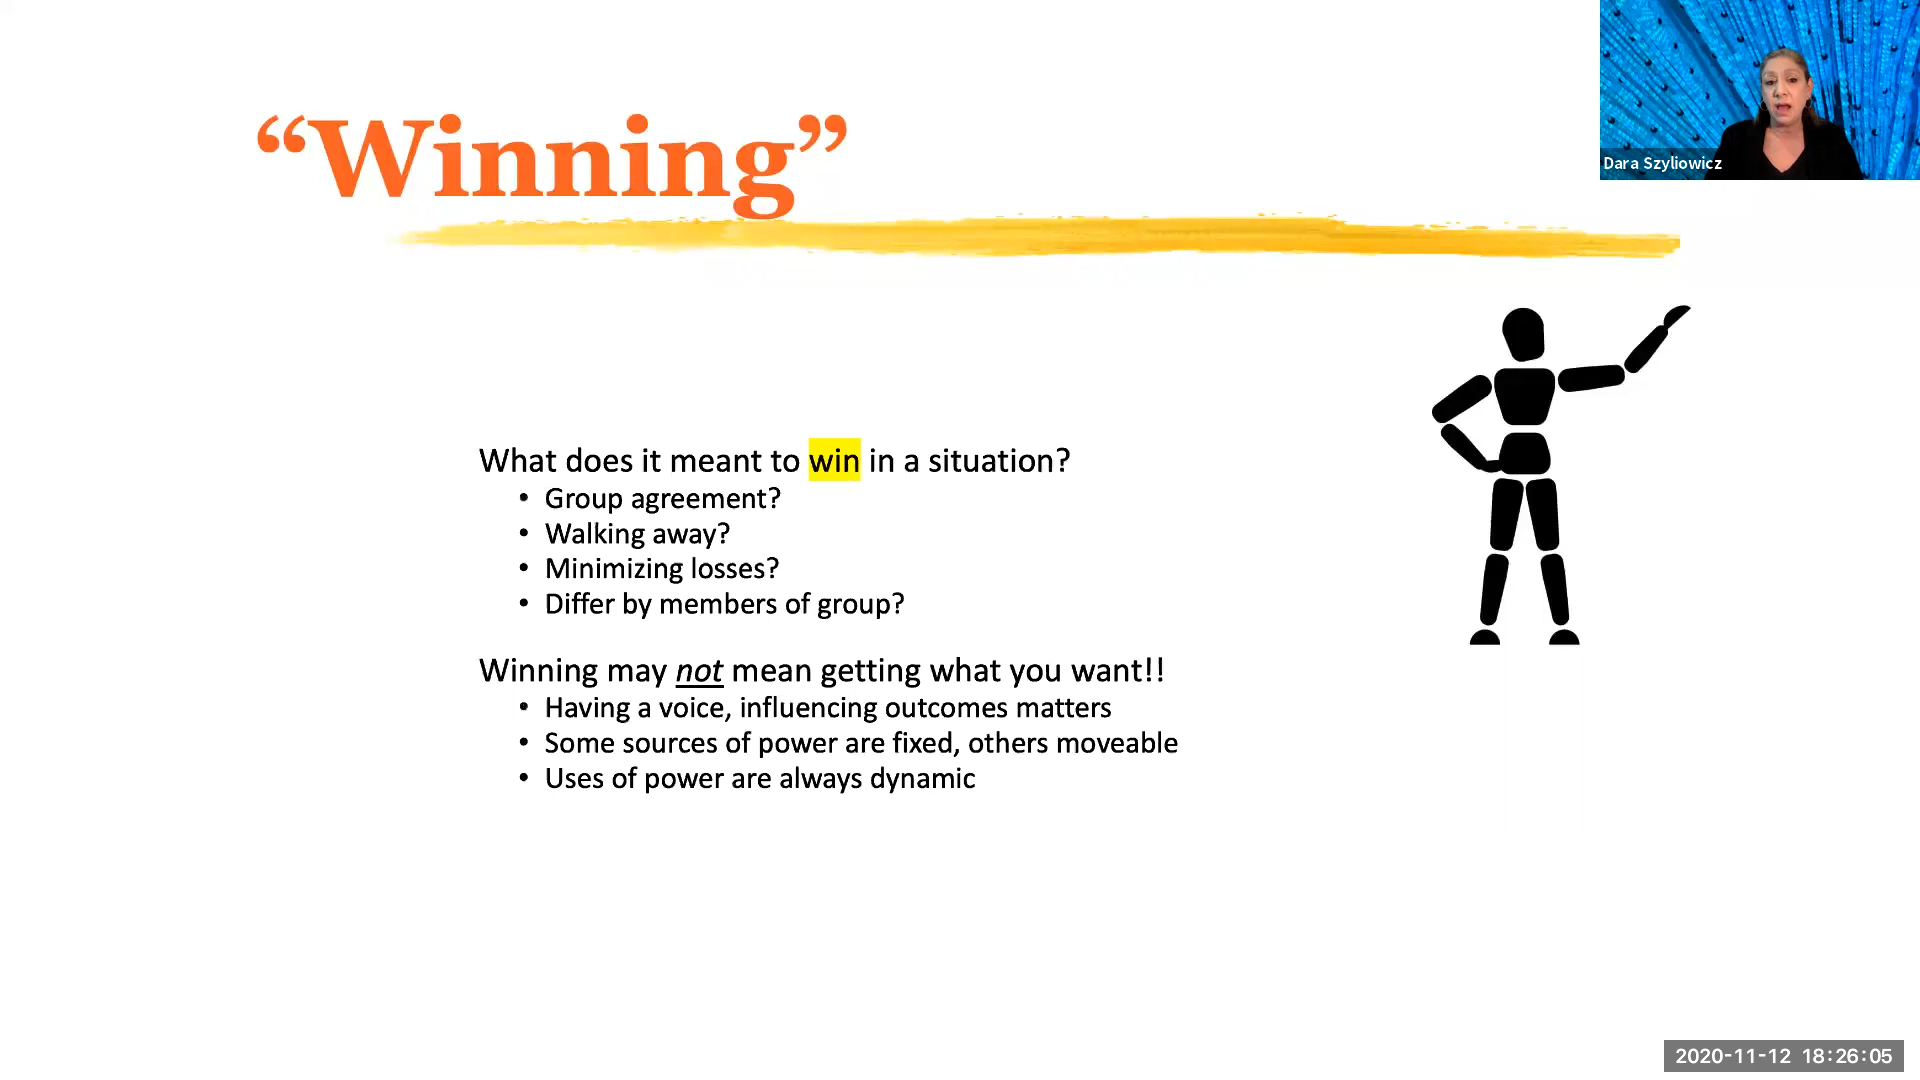 “Winning”
Dara Szyliowicz
What does it meant to win in a situation?
• Group agreement?
• Walking away?
• Minimizing losses?
• Differ by members of group?
Winning may not mean getting what you want!!
• Having a voice, influencing outcomes matters
• Some sources of power are fixed, others moveable
• Uses of power are always dynamic
2020-11-12 18:26:05